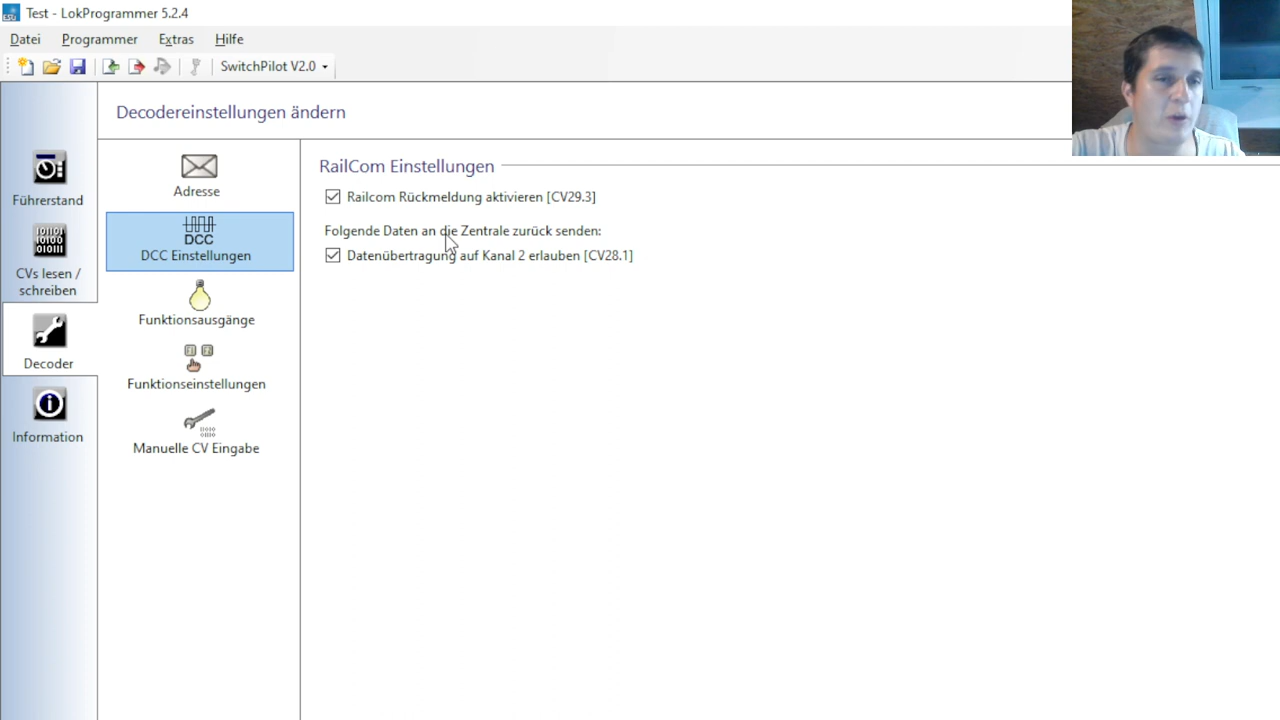 Test - LokProgrammer 5.2.4
Datei Programmer Extras Hilfe
SwitchPilot V2.0
Decodereinstellungen ändern
Führerstand
CVs lesen /
schreiben
Decoder
Information
Adresse
DCC
DCC Einstellungen
Funktionsausgänge
Funktionseinstellungen
Manuelle CV Eingabe
RailCom Einstellungen
Railcom Rückmeldung aktivieren [CV29.3]
Folgende Daten an die Zentrale zurück senden:
Datenübertragung auf Kanal 2 erlauben [CV28.1]